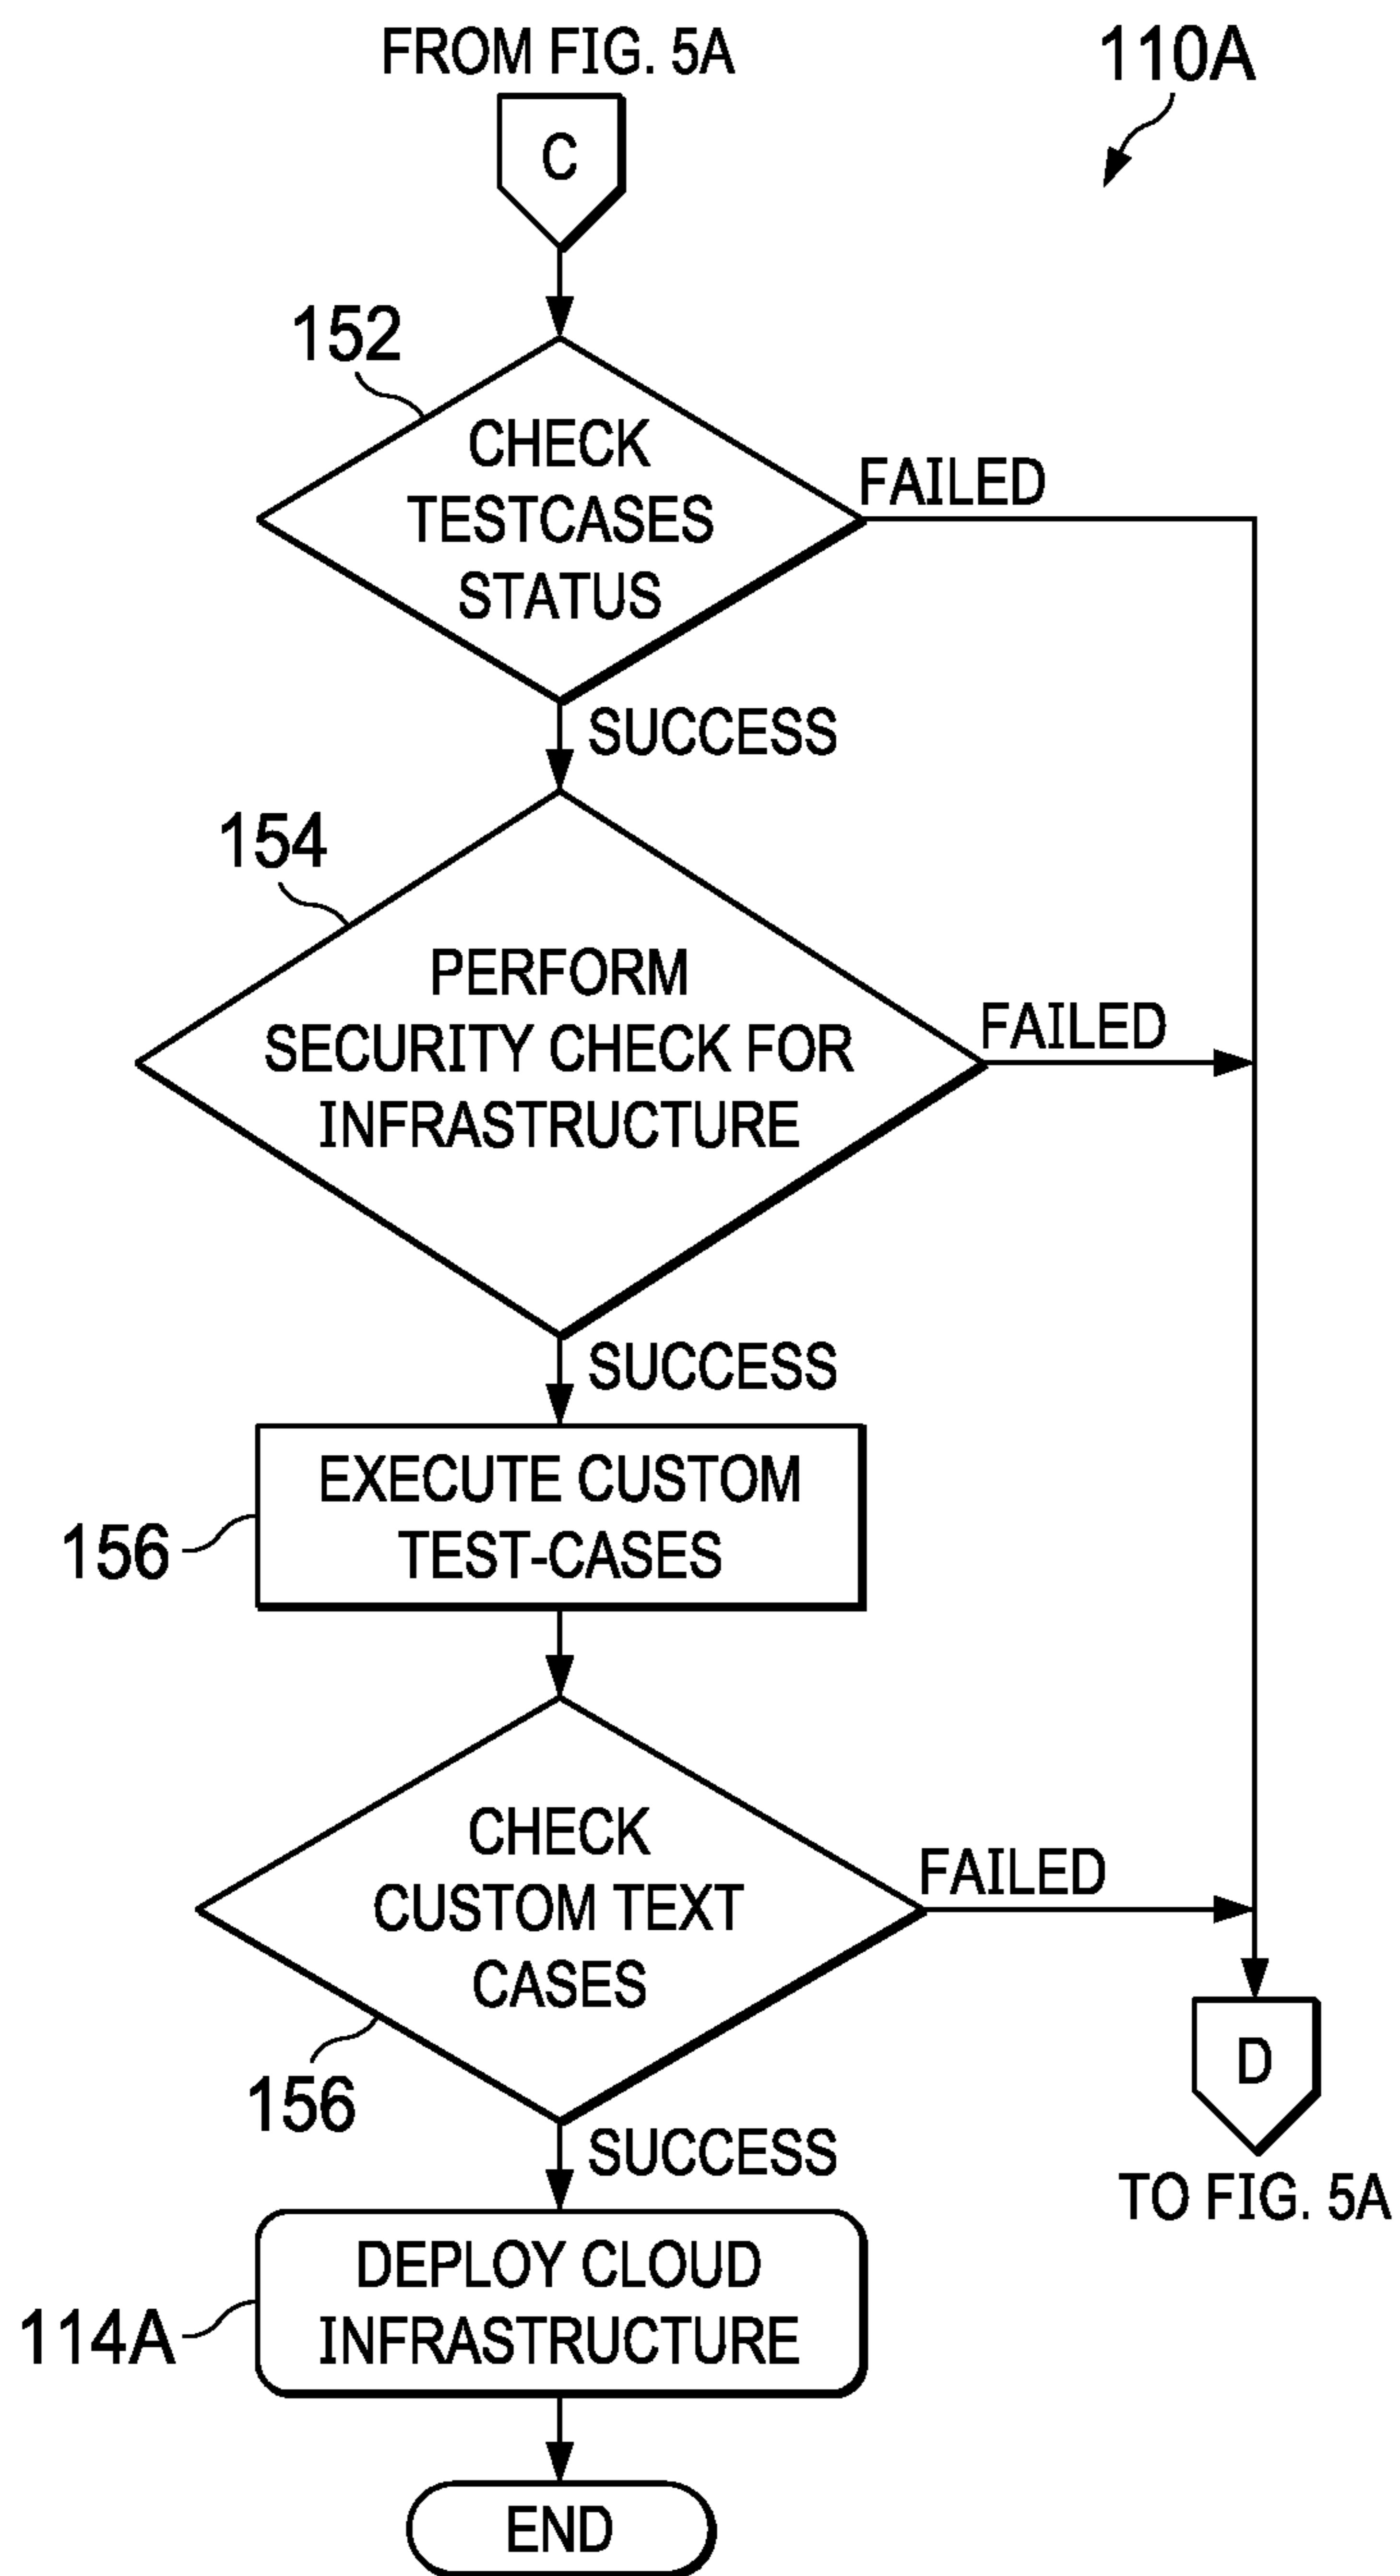 FROM FIG. 5A
110A
C
152
CHECK
TESTCASES
STATUS
FAILED
SUCCESS
154
PERFORM
SECURITY CHECK FOR
INFRASTRUCTURE
FAILED
SUCCESS
EXECUTE CUSTOM
TEST-CASES
156
CHECK
CUSTOM TEXT
CASES
FAILED
156
SUCCESS
D
TO FIG. 5A
DEPLOY CLOUD
INFRASTRUCTURE
114A
END